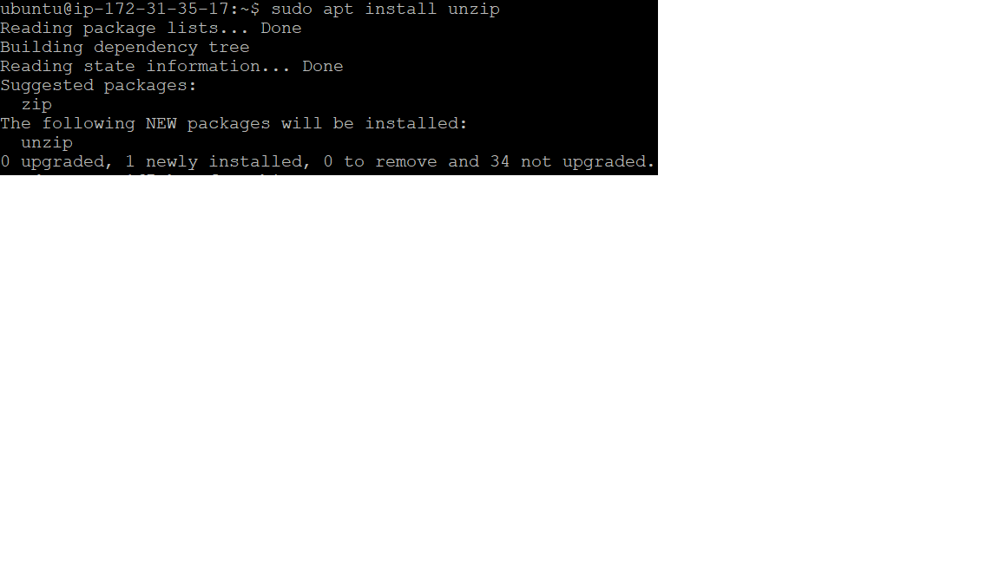 ubuntu@ip-172-31-35-17:~$ sudo apt install unzip
Reading package lists... Done
Building dependency tree
Reading state information... Done
Suggested packages:
  zip
The following NEW packages will be installed:
  unzip
0 upgraded, 1 newly installed, 0 to remove and 34 not upgraded.